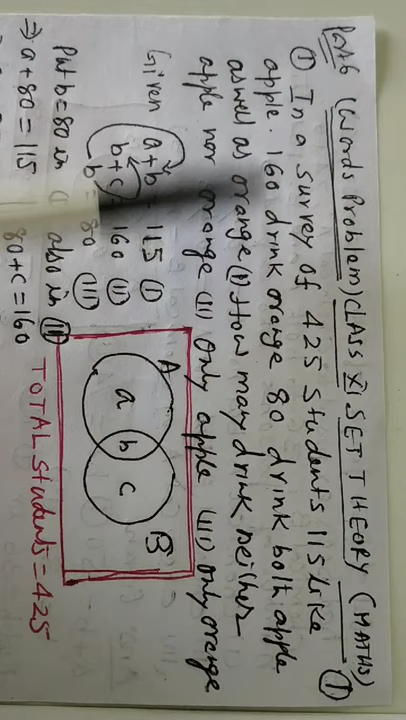 Part 6 (Words Problem) CLASS XI SET THEORY (MATHS) ①
① In a survey of 425 students 115 like
apple. 160 drink orange 80 drink both apple
aswell as orange (i) How many drink neither
apple nor orange (ii) Only apple (iii) only orange
Given a+b = 115 (I)
b+c = 160 (II)
b = 80 (III)
Put b=80 in also in (II)
⇒ a+80=115 80+c=160
A B
a b c
TOTAL Students=425